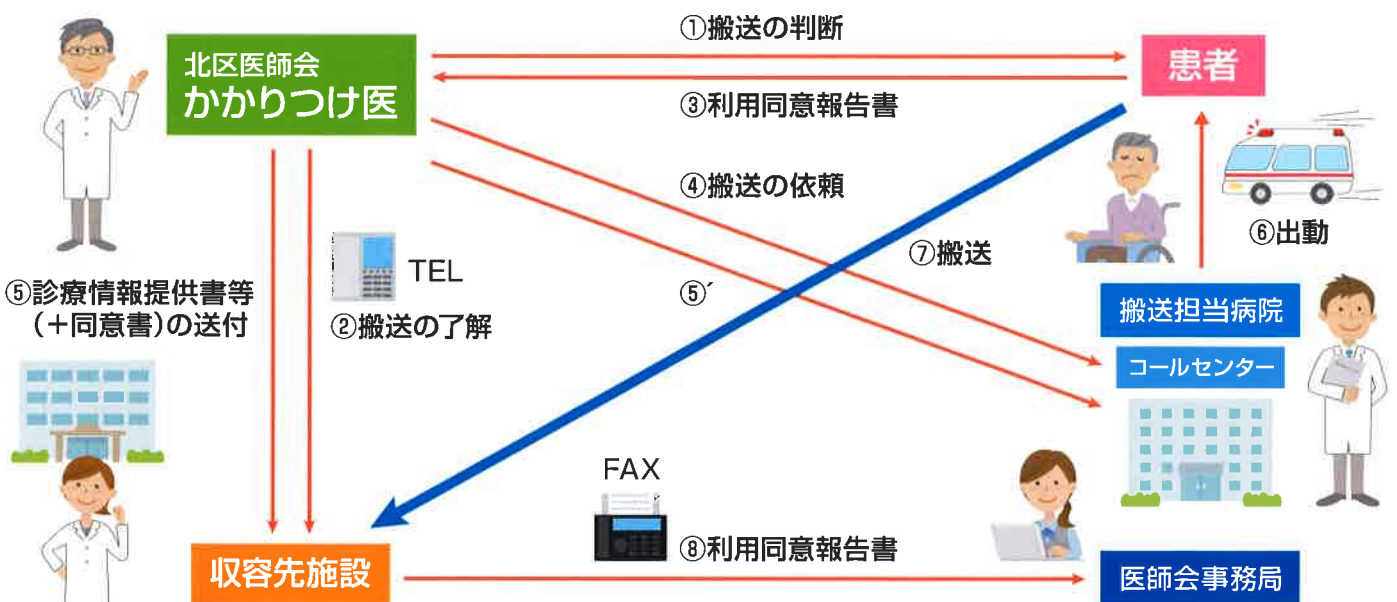 ①搬送の判断
北区医師会
かかりつけ医
患者
③利用同意報告書
④搬送の依頼
⑥出動
⑦搬送
TEL
⑤診療情報提供書等
(+同意書)の送付
⑤´
②搬送の了解
搬送担当病院
コールセンター
FAX
⑧利用同意報告書
収容先施設
医師会事務局